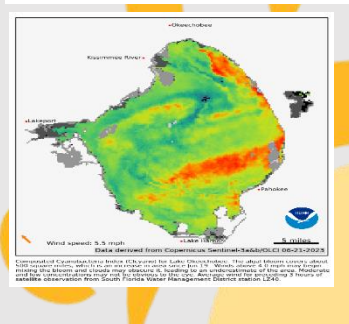 Okeechobee
Kissimmee River
Lakeport
Pahokee
Wind speed: 5.5 mph
Lake Harbor
5 miles
Data derived from Copernicus Sentinel-3a&b/OLCI 06-21-2023
Computed Cyanobacteria Index (CIcyano) for Lake Okeechobee. The algal bloom covers about
500 square miles, which is an increase in area since Jun 19. Winds above 4.0 mph may begin
mixing the bloom and clouds may obscure it, leading to an underestimate of the area. Moderate
and low concentrations may not be obvious to the eye. Average wind for preceding 3 hours of
satellite observation from South Florida Water Management District station LZ40.